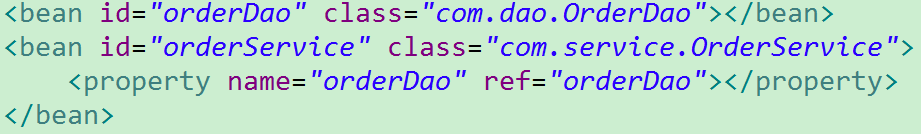 <bean id="orderDao" class="com.dao.OrderDao"></bean>
<bean id="orderService" class="com.service.OrderService">
    <property name="orderDao" ref="orderDao"></property>
</bean>